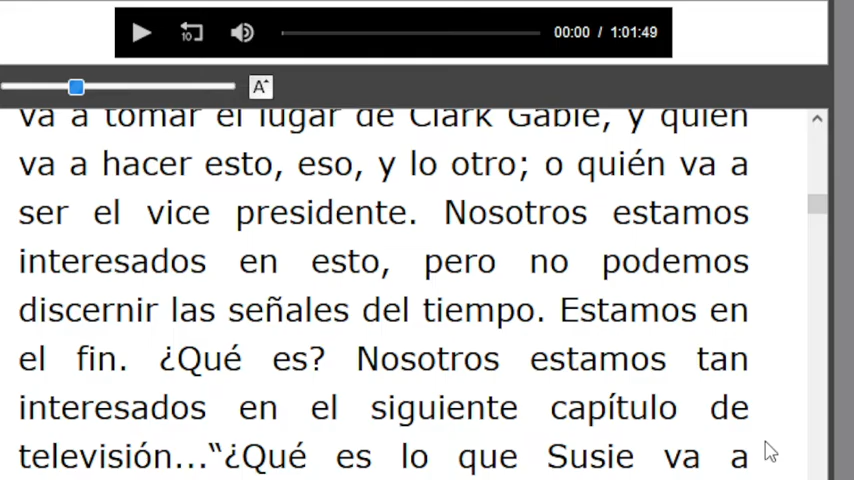 10
00:00 / 1:01:49
A
va a tomar el lugar de Clark Gable, y quién
va a hacer esto, eso, y lo otro; o quién va a
ser el vice presidente. Nosotros estamos
interesados en esto, pero no podemos
discernir las señales del tiempo. Estamos en
el fin. ¿Qué es? Nosotros estamos tan
interesados en el siguiente capítulo de
televisión...“¿Qué es lo que Susie va a